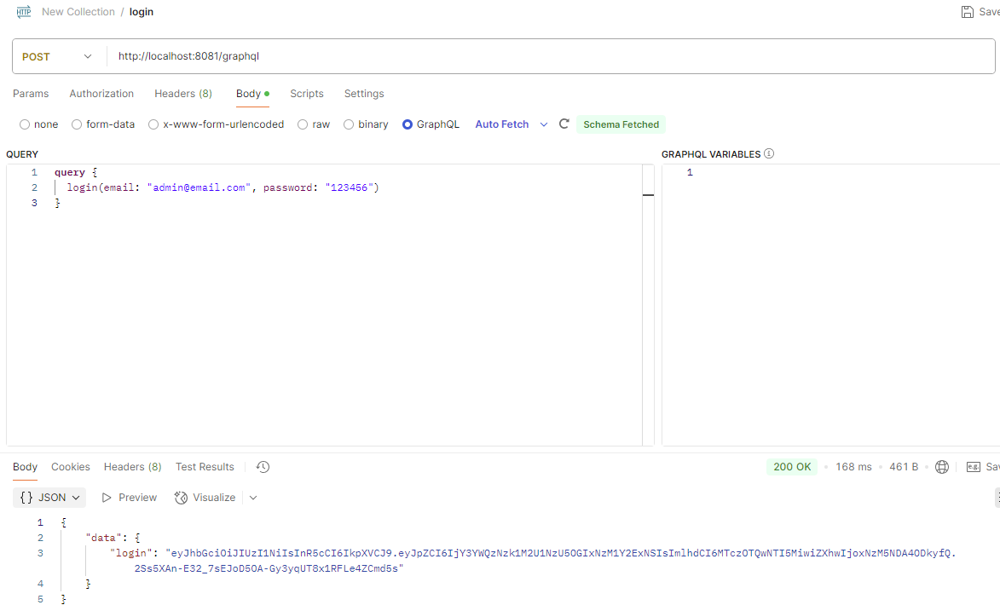 HTTP New Collection / login Save
POST http://localhost:8081/graphql
Params Authorization Headers (8) Body Scripts Settings
none form-data x-www-form-urlencoded raw binary GraphQL Auto Fetch Schema Fetched
QUERY GRAPHQL VARIABLES
1 query { 1
2 login(email: "admin@email.com", password: "123456")
3 }
Body Cookies Headers (8) Test Results 200 OK 168 ms 461 B e.g. Sav
{} JSON Preview Visualize
1 {
2 "data": {
3 "login": "eyJhbGciOiJIUzI1NiIsInR5cCI6IkpXVCJ9.eyJpZCI6IjY3YWQzNzk1M2U1NzU5OGIxNzM1Y2ExNSIsImlhdCI6MTczOTQwNTI5MiwiZXhwIjoxNzM5NDA4ODkyfQ.
2Ss5XAn-E32_7sEJoD5OA-Gy3yqUT8x1RFLe4ZCmd5s"
4 }
5 }